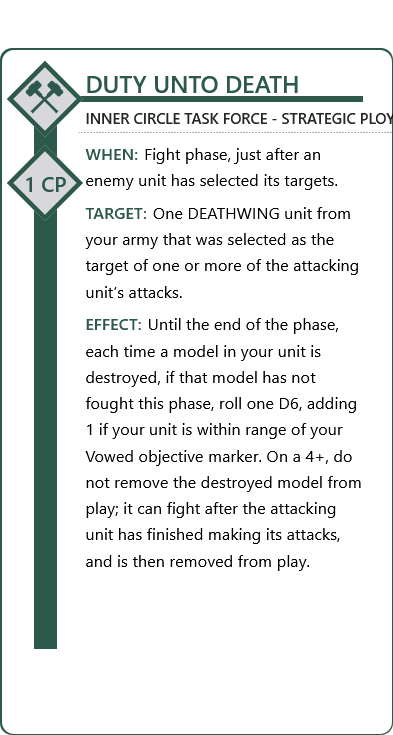 DUTY UNTO DEATH
INNER CIRCLE TASK FORCE - STRATEGIC PLOY
1 CP
WHEN: Fight phase, just after an
enemy unit has selected its targets.
TARGET: One DEATHWING unit from
your army that was selected as the
target of one or more of the attacking
unit’s attacks.
EFFECT: Until the end of the phase,
each time a model in your unit is
destroyed, if that model has not
fought this phase, roll one D6, adding
1 if your unit is within range of your
Vowed objective marker. On a 4+, do
not remove the destroyed model from
play; it can fight after the attacking
unit has finished making its attacks,
and is then removed from play.